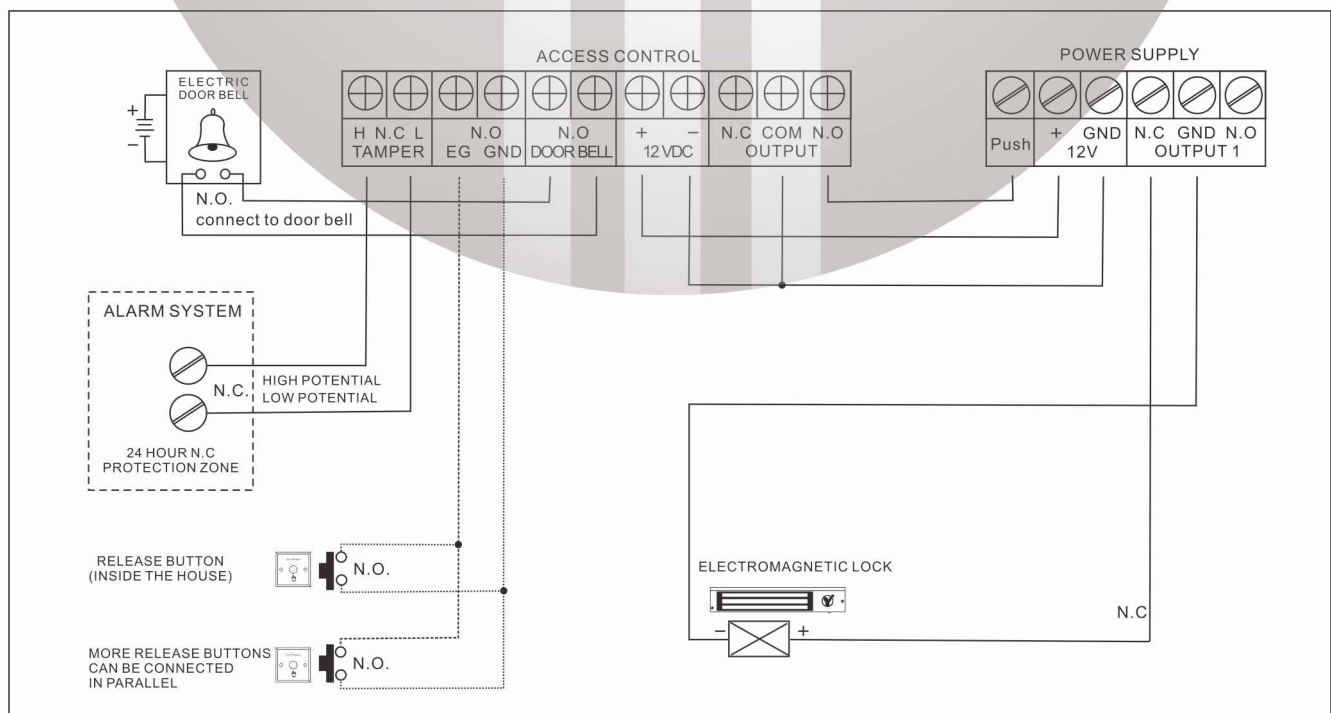 ACCESS CONTROL
POWER SUPPLY
ELECTRIC
DOOR BELL
+
−
H N.C L
TAMPER
N.O
EG GND
N.O
DOOR BELL
+ −
12 VDC
N.C COM N.O
OUTPUT
Push
+ GND
12V
N.C GND N.O
OUTPUT 1
N.O.
connect to door bell
ALARM SYSTEM
N.C.
HIGH POTENTIAL
LOW POTENTIAL
24 HOUR N.C
PROTECTION ZONE
RELEASE BUTTON
(INSIDE THE HOUSE)
N.O.
MORE RELEASE BUTTONS
CAN BE CONNECTED
IN PARALLEL
N.O.
ELECTROMAGNETIC LOCK
− +
N.C